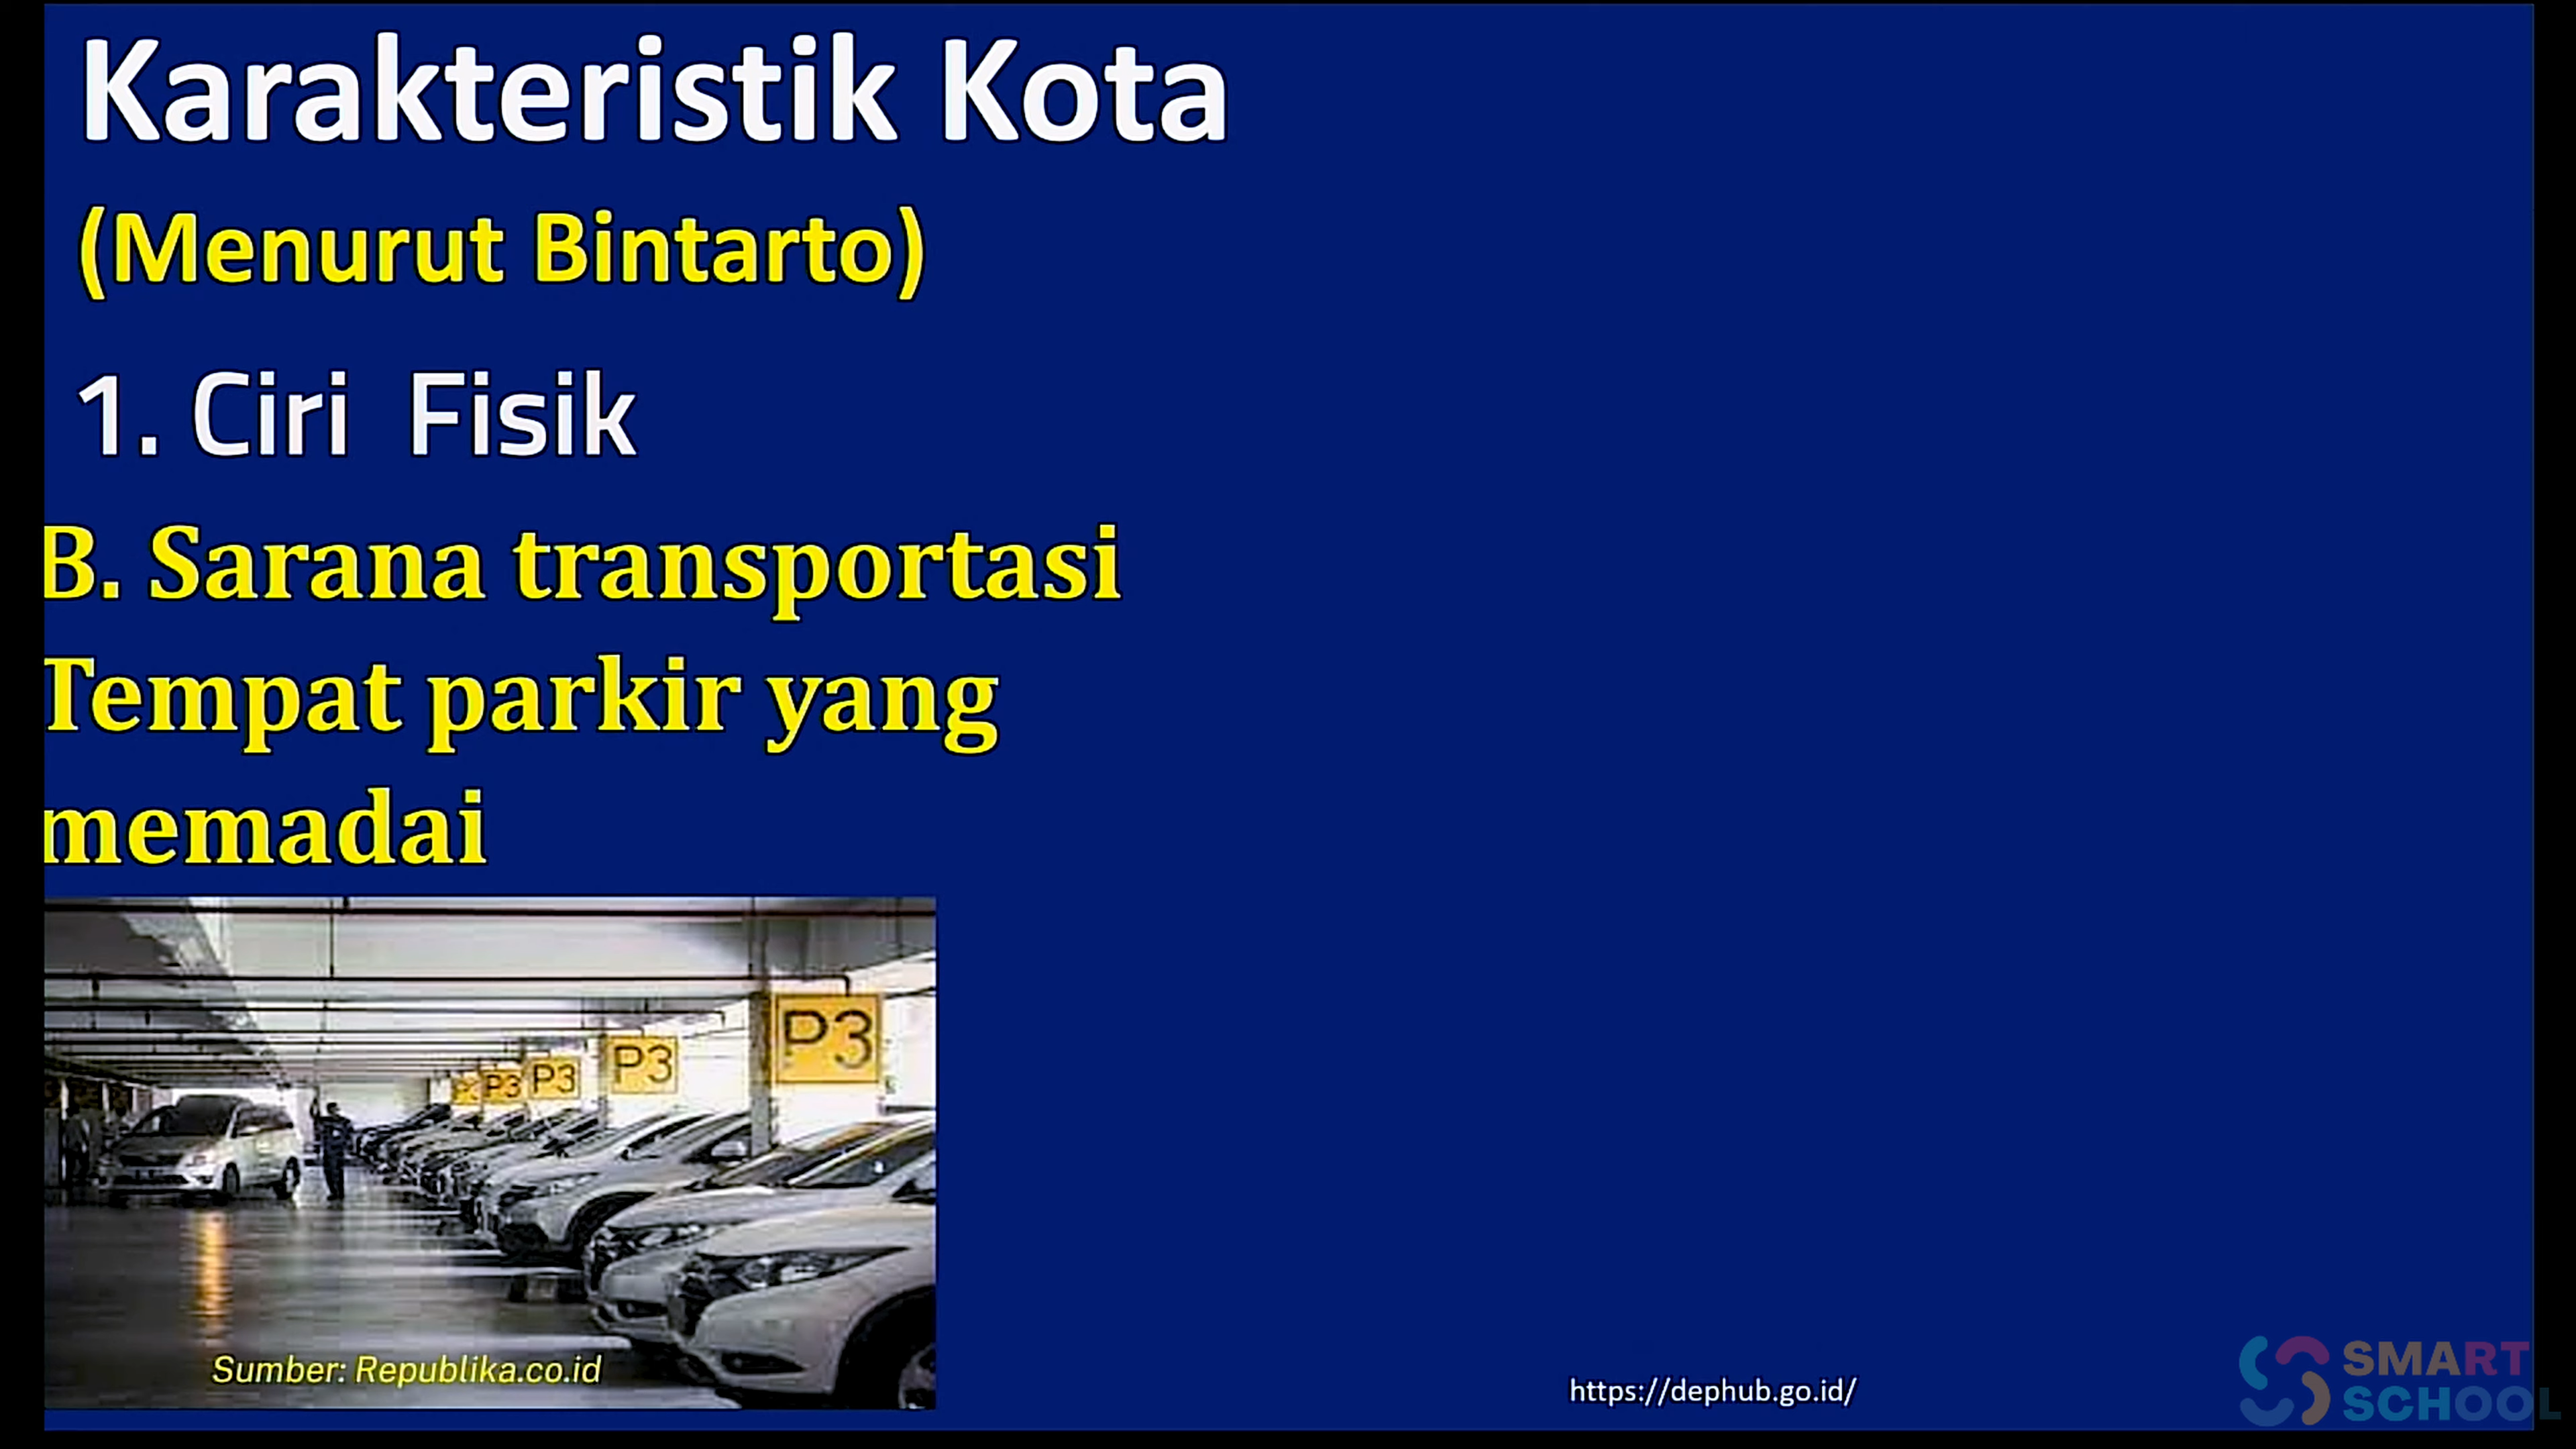 Karakteristik Kota
(Menurut Bintarto)
1. Ciri Fisik
B. Sarana transportasi
Tempat parkir yang
memadai
P3
P3
P3
P3
Sumber: Republika.co.id
https://dephub.go.id/
SMART
SCHOOL